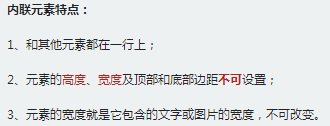 内联元素特点：
1、和其他元素都在一行上；
2、元素的高度、宽度及顶部和底部边距不可设置；
3、元素的宽度就是它包含的文字或图片的宽度，不可改变。